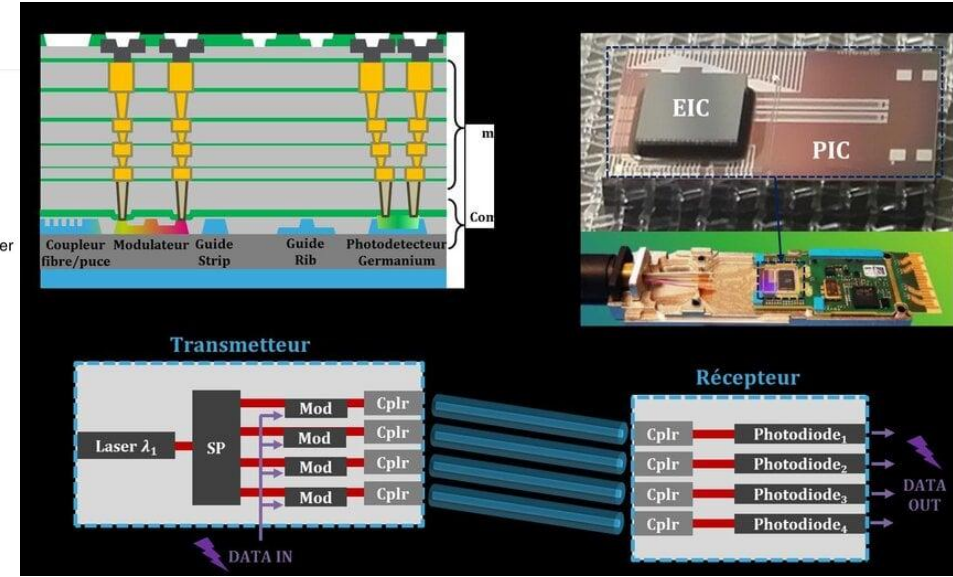 er
m
Con
Coupleur
fibre/puce
Modulateur
Guide
Strip
Guide
Rib
Photodetecteur
Germanium
EIC
PIC
Transmetteur
Laser λ₁
SP
Mod
Mod
Mod
Mod
Cplr
Cplr
Cplr
Cplr
DATA IN
Récepteur
Cplr
Cplr
Cplr
Cplr
Photodiode₁
Photodiode₂
Photodiode₃
Photodiode₄
DATA
OUT